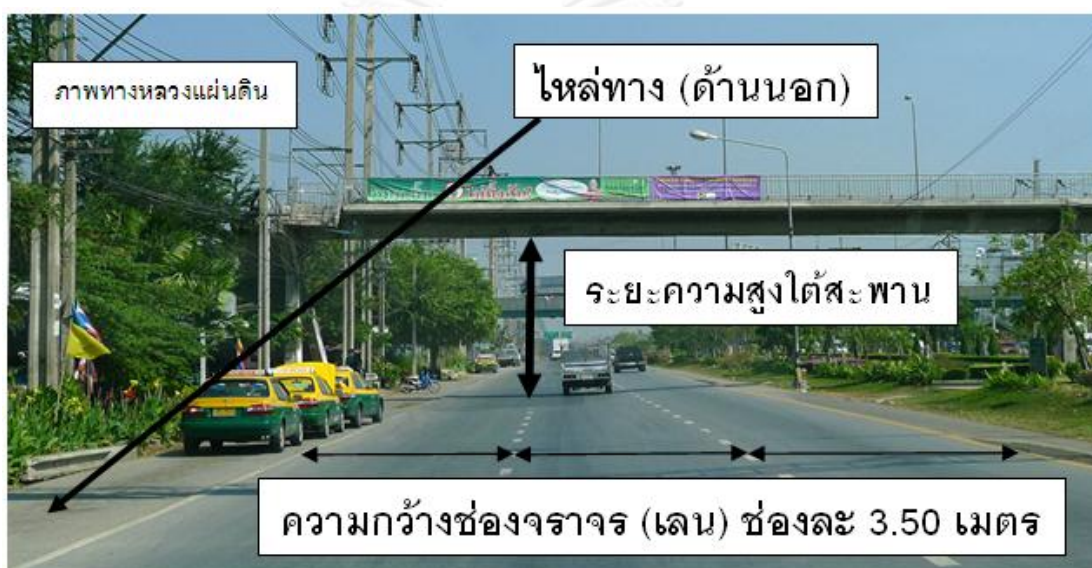 ภาพทางหลวงแผ่นดิน
ไหล่ทาง (ด้านนอก)
ระยะความสูงใต้สะพาน
ความกว้างช่องจราจร (เลน) ช่องละ 3.50 เมตร